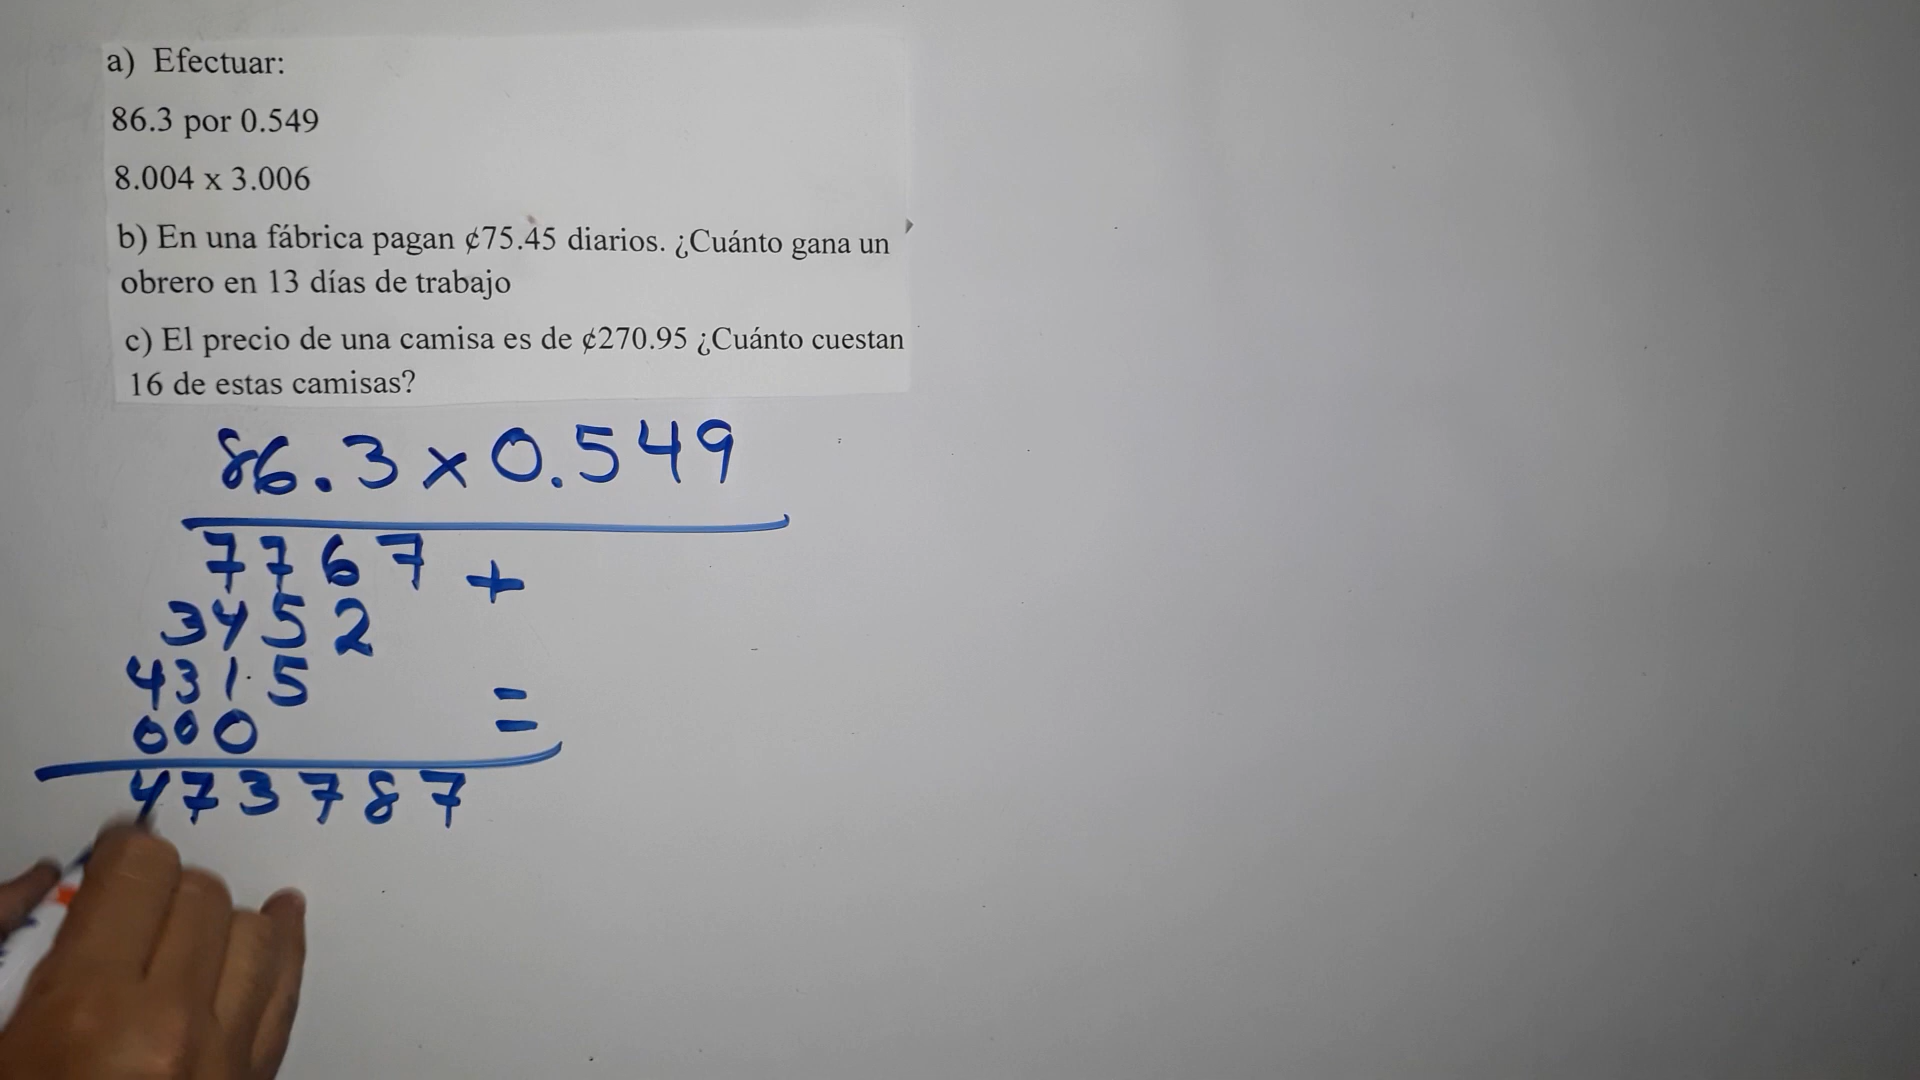 a) Efectuar:
86.3 por 0.549
8.004 x 3.006
b) En una fábrica pagan ¢75.45 diarios. ¿Cuánto gana un
obrero en 13 días de trabajo
c) El precio de una camisa es de ¢270.95 ¿Cuánto cuestan
16 de estas camisas?
86.3 x 0.549
7767 +
3452
4315
000 =
473787